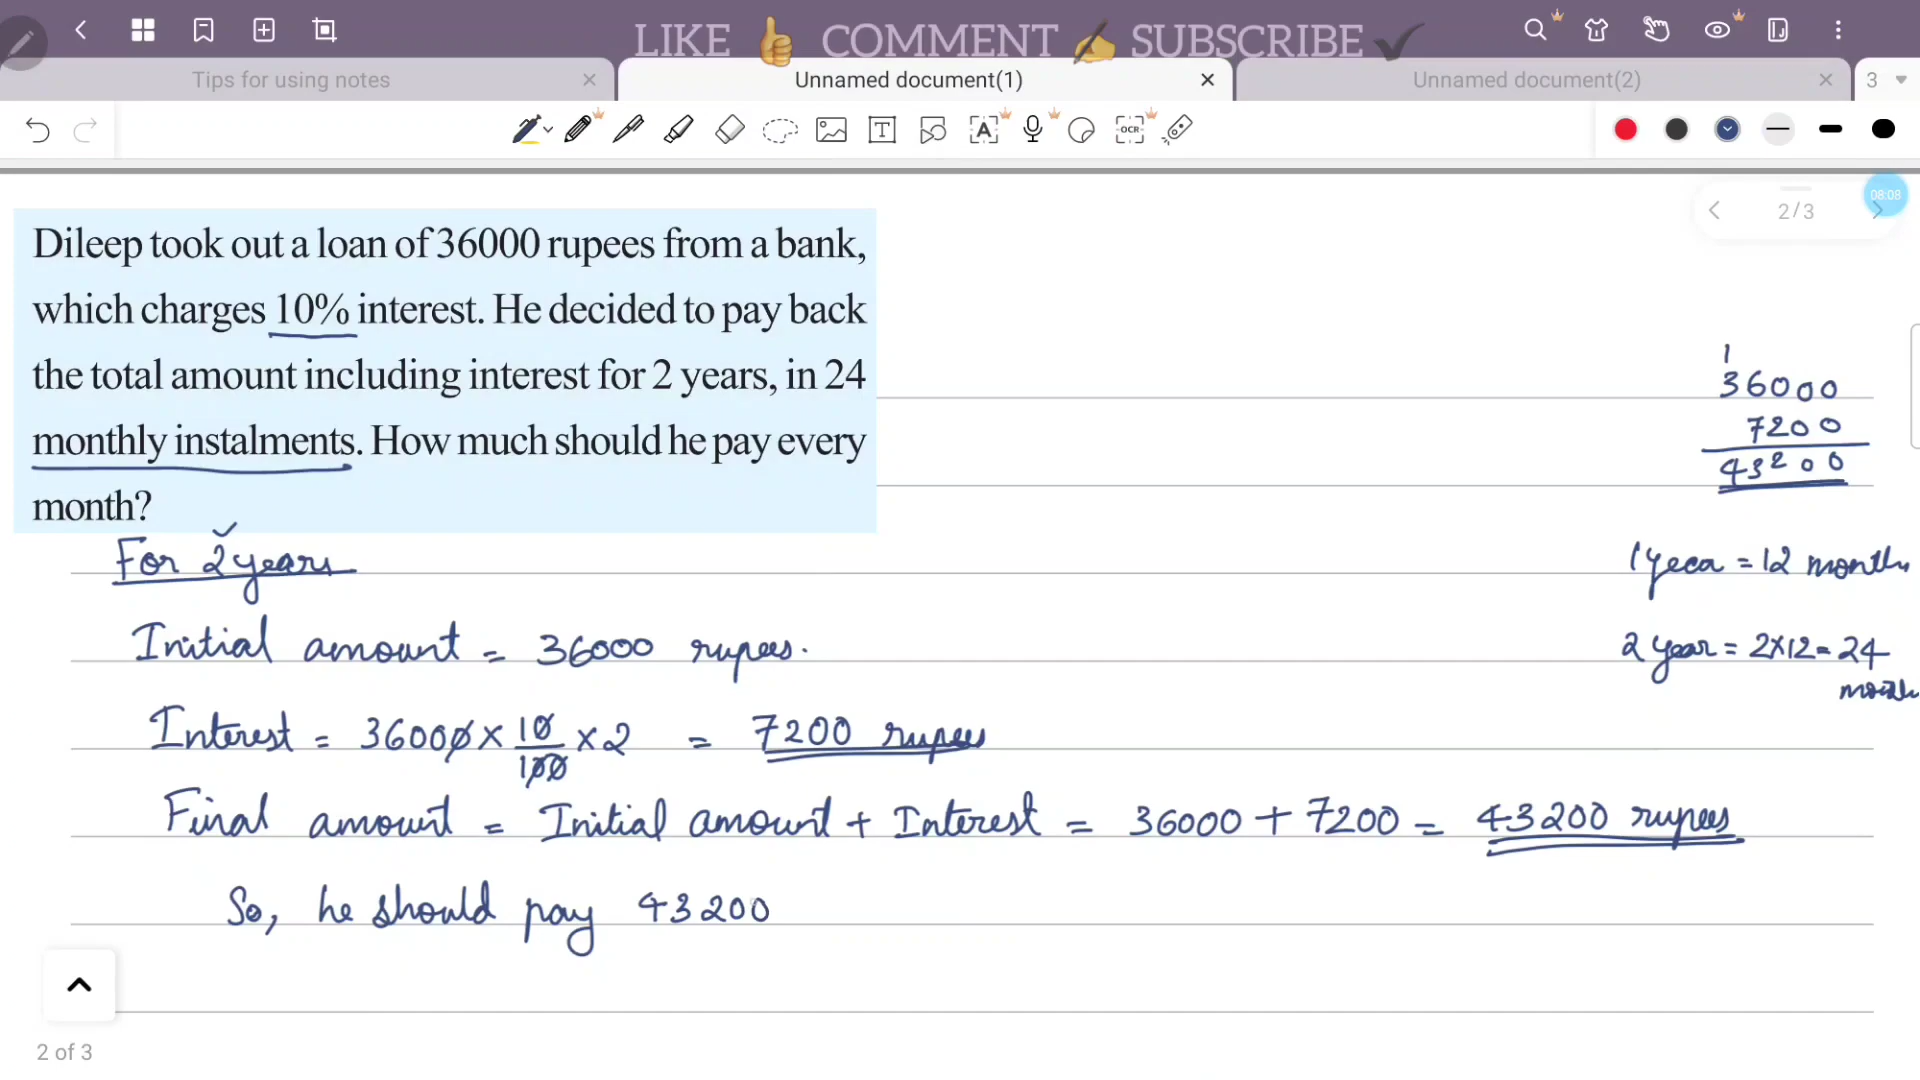 LIKE 👍 COMMENT ✍ SUBSCRIBE ✔
Tips for using notes
Unnamed document(1)
Unnamed document(2)
3
T
A
OCR
08:08
2/3
Dileep took out a loan of 36000 rupees from a bank,
which charges 10% interest. He decided to pay back
the total amount including interest for 2 years, in 24
monthly instalments. How much should he pay every
month?
1
36000
7200
43200
For 2 years
1 year = 12 months
Initial amount = 36000 rupees.
2 year = 2×12 = 24
months
Interest = 36000 × 10/100 × 2 = 7200 rupees
Final amount = Initial amount + Interest = 36000 + 7200 = 43200 rupees
So, he should pay 43200
2 of 3